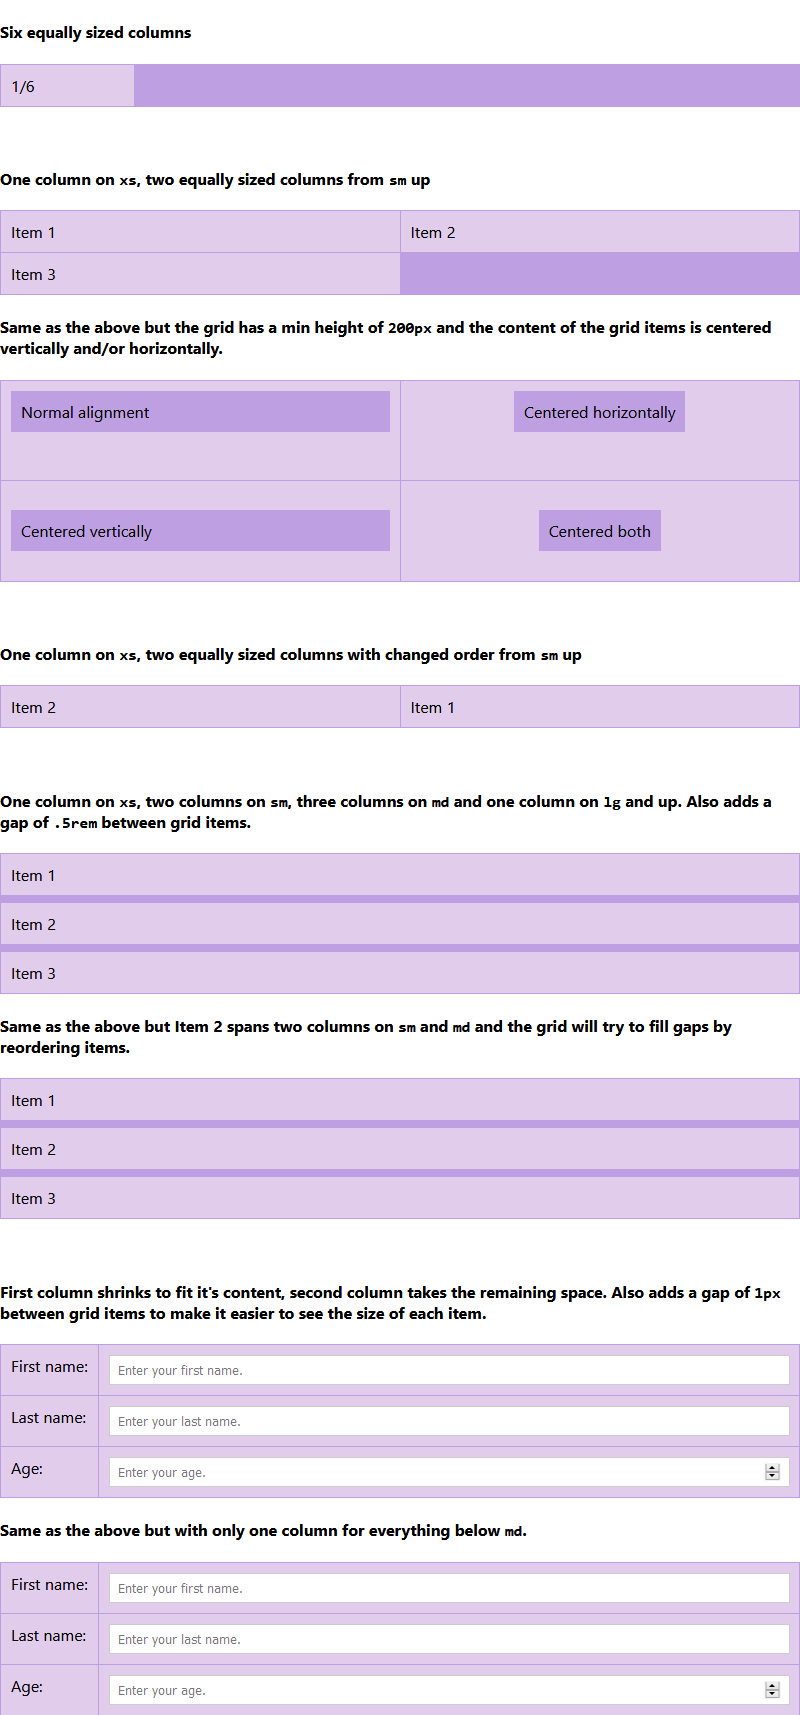 Six equally sized columns
1/6
One column on xs, two equally sized columns from sm up
Item 1
Item 2
Item 3
Same as the above but the grid has a min height of 200px and the content of the grid items is centered
vertically and/or horizontally.
Normal alignment
Centered horizontally
Centered vertically
Centered both
One column on xs, two equally sized columns with changed order from sm up
Item 2
Item 1
One column on xs, two columns on sm, three columns on md and one column on lg and up. Also adds a
gap of .5rem between grid items.
Item 1
Item 2
Item 3
Same as the above but Item 2 spans two columns on sm and md and the grid will try to fill gaps by
reordering items.
Item 1
Item 2
Item 3
First column shrinks to fit it's content, second column takes the remaining space. Also adds a gap of 1px
between grid items to make it easier to see the size of each item.
First name:
Enter your first name.
Last name:
Enter your last name.
Age:
Enter your age.
Same as the above but with only one column for everything below md.
First name:
Enter your first name.
Last name:
Enter your last name.
Age:
Enter your age.